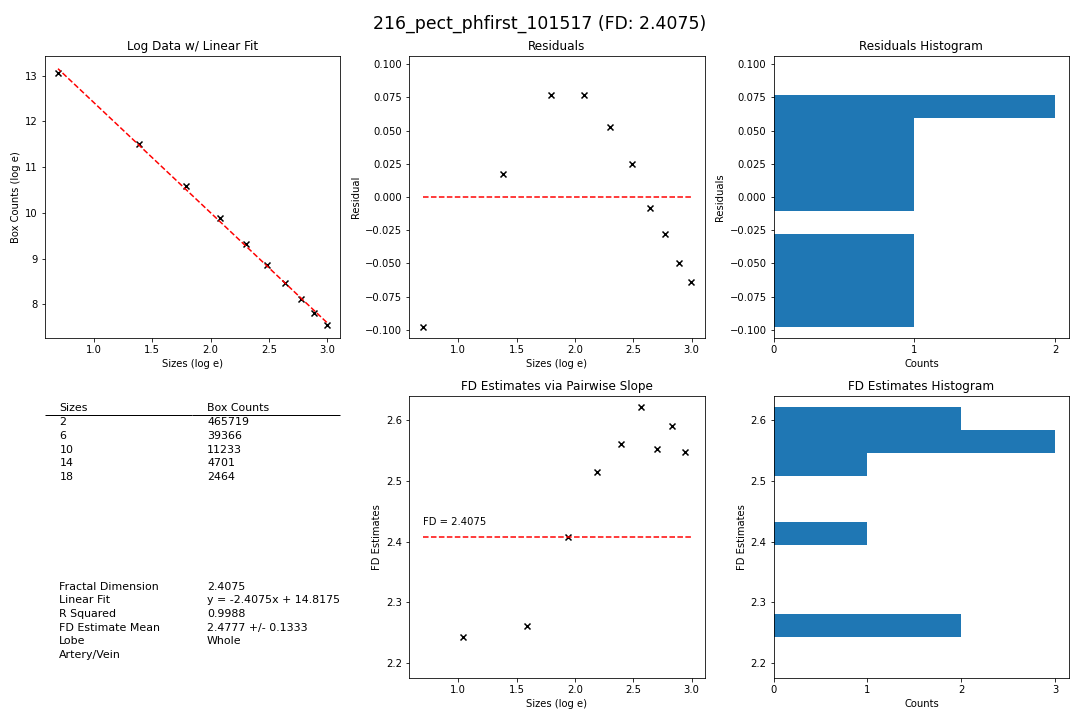 216_pect_phfirst_101517 (FD: 2.4075)
Log Data w/ Linear Fit
13
12
11
10
9
8
Box Counts (log e)
1.0 1.5 2.0 2.5 3.0
Sizes (log e)
Residuals
0.100
0.075
0.050
0.025
0.000
−0.025
−0.050
−0.075
−0.100
Residual
1.0 1.5 2.0 2.5 3.0
Sizes (log e)
Residuals Histogram
0.100
0.075
0.050
0.025
0.000
−0.025
−0.050
−0.075
−0.100
Residuals
0 1 2
Counts
Sizes Box Counts
2 465719
6 39366
10 11233
14 4701
18 2464
Fractal Dimension 2.4075
Linear Fit y = -2.4075x + 14.8175
R Squared 0.9988
FD Estimate Mean 2.4777 +/- 0.1333
Lobe Whole
Artery/Vein
FD Estimates via Pairwise Slope
2.6
2.5
2.4
2.3
2.2
FD Estimates
FD = 2.4075
1.0 1.5 2.0 2.5 3.0
Sizes (log e)
FD Estimates Histogram
2.6
2.5
2.4
2.3
2.2
FD Estimates
0 1 2 3
Counts